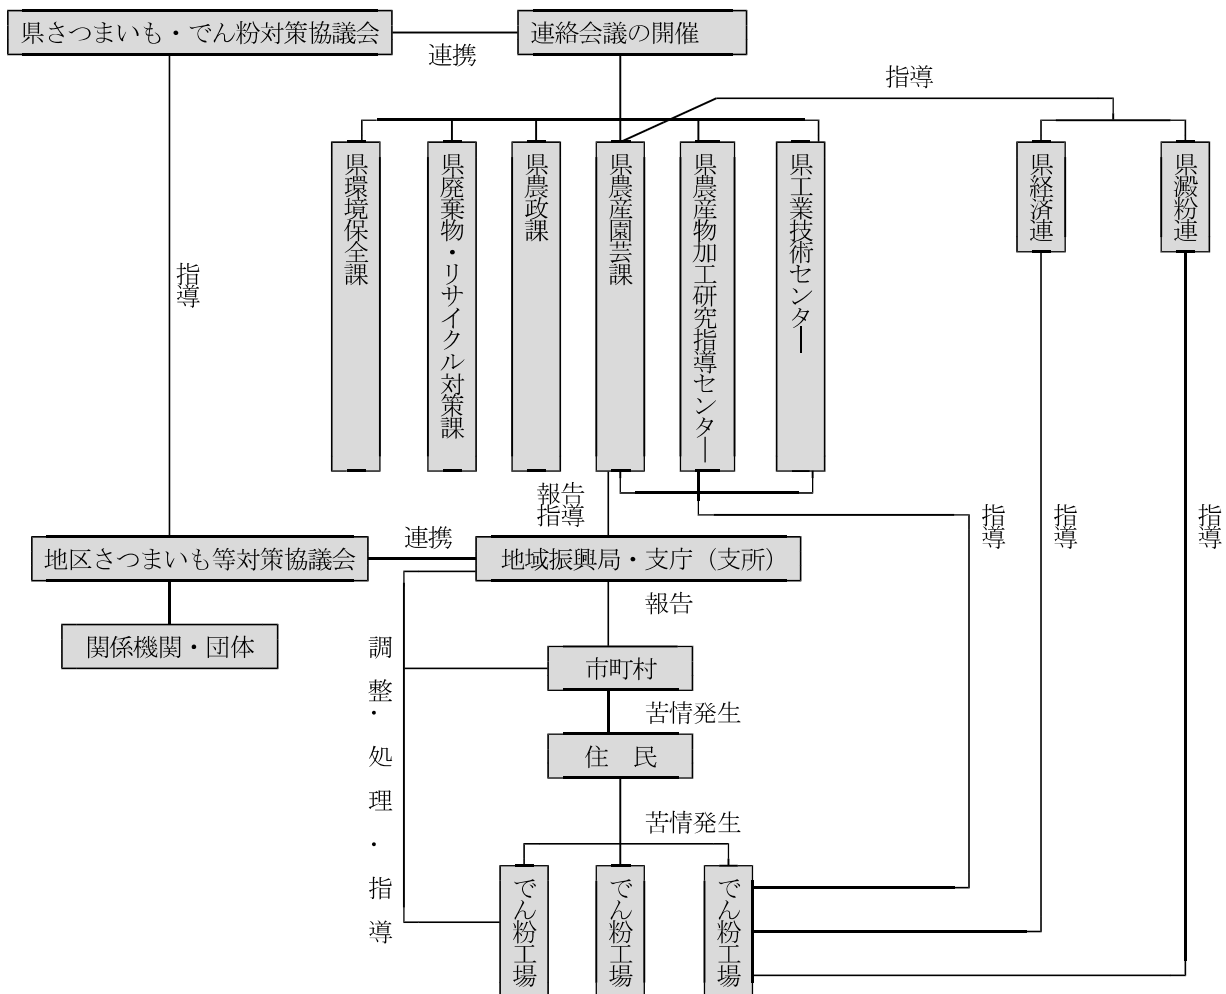 県さつまいも・でん粉対策協議会
連携
連絡会議の開催
指導
県環境保全課
県廃棄物・リサイクル対策課
県農政課
県農産園芸課
県農産物加工研究指導センター
県工業技術センター
県経済連
県澱粉連
指導
報告
指導
指導
指導
指導
地区さつまいも等対策協議会
連携
地域振興局・支庁（支所）
報告
関係機関・団体
調整・処理・指導
市町村
苦情発生
住　民
苦情発生
でん粉工場
でん粉工場
でん粉工場